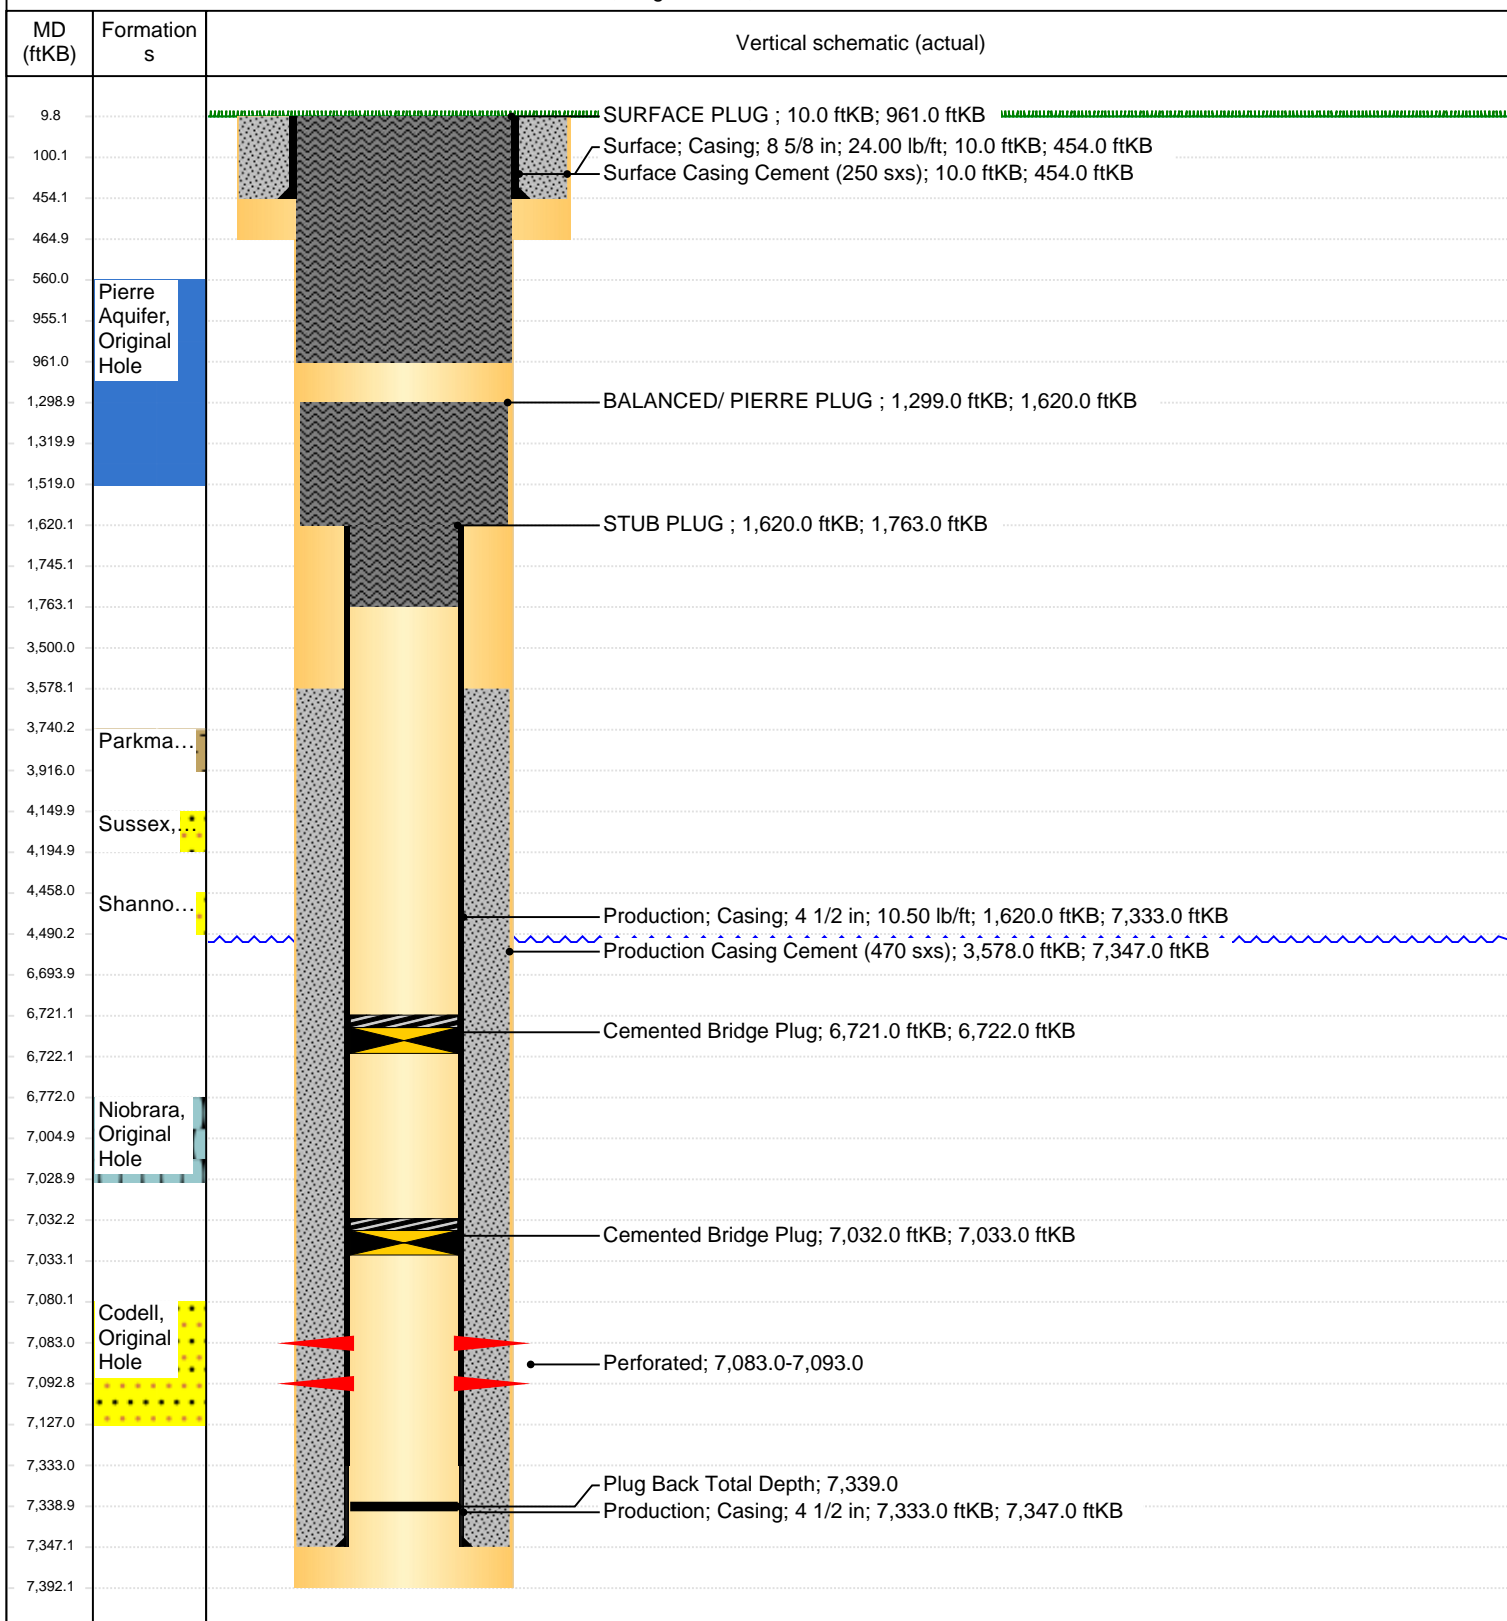 MD
(ftKB)
Formation
s
Vertical schematic (actual)
9.8
100.1
454.1
464.9
560.0
955.1
961.0
1,298.9
1,319.9
1,519.0
1,620.1
1,745.1
1,763.1
3,500.0
3,578.1
3,740.2
3,916.0
4,149.9
4,194.9
4,458.0
4,490.2
6,693.9
6,721.1
6,722.1
6,772.0
7,004.9
7,028.9
7,032.2
7,033.1
7,080.1
7,083.0
7,092.8
7,127.0
7,333.0
7,338.9
7,347.1
7,392.1
Pierre
Aquifer,
Original
Hole
Parkma...
Sussex,...
Shanno...
Niobrara,
Original
Hole
Codell,
Original
Hole
SURFACE PLUG ; 10.0 ftKB; 961.0 ftKB
Surface; Casing; 8 5/8 in; 24.00 lb/ft; 10.0 ftKB; 454.0 ftKB
Surface Casing Cement (250 sxs); 10.0 ftKB; 454.0 ftKB
BALANCED/ PIERRE PLUG ; 1,299.0 ftKB; 1,620.0 ftKB
STUB PLUG ; 1,620.0 ftKB; 1,763.0 ftKB
Production; Casing; 4 1/2 in; 10.50 lb/ft; 1,620.0 ftKB; 7,333.0 ftKB
Production Casing Cement (470 sxs); 3,578.0 ftKB; 7,347.0 ftKB
Cemented Bridge Plug; 6,721.0 ftKB; 6,722.0 ftKB
Cemented Bridge Plug; 7,032.0 ftKB; 7,033.0 ftKB
Perforated; 7,083.0-7,093.0
Plug Back Total Depth; 7,339.0
Production; Casing; 4 1/2 in; 7,333.0 ftKB; 7,347.0 ftKB